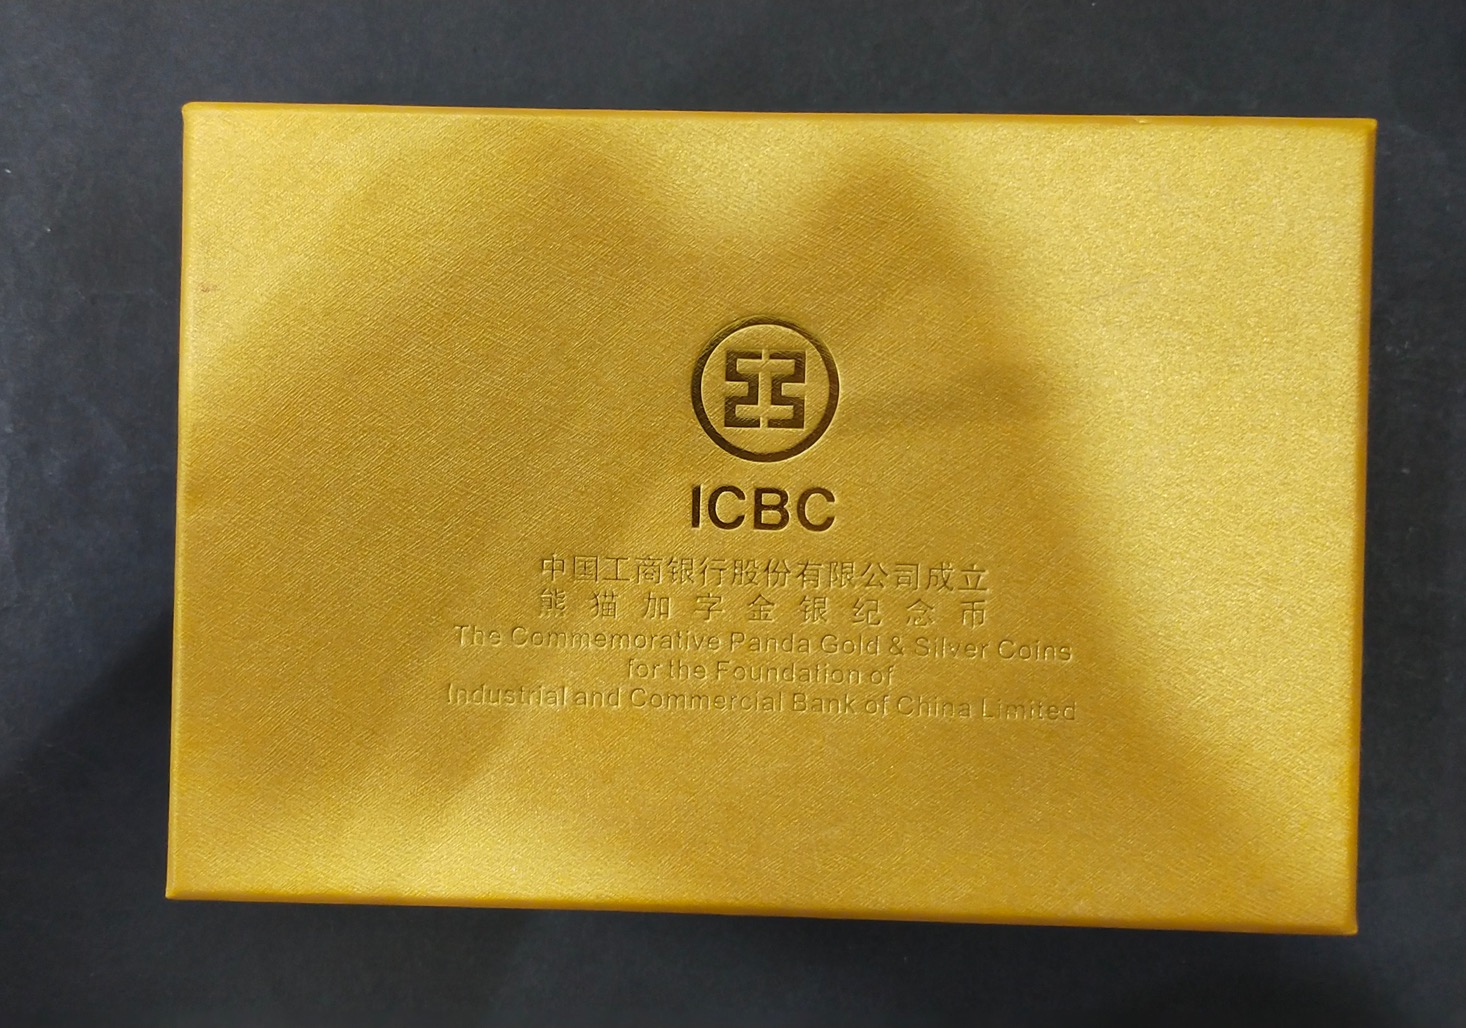 ICBC
中国工商银行股份有限公司成立
熊猫加字金银纪念币
The Commemorative Panda Gold & Silver Coins
for the Foundation of
Industrial and Commercial Bank of China Limited